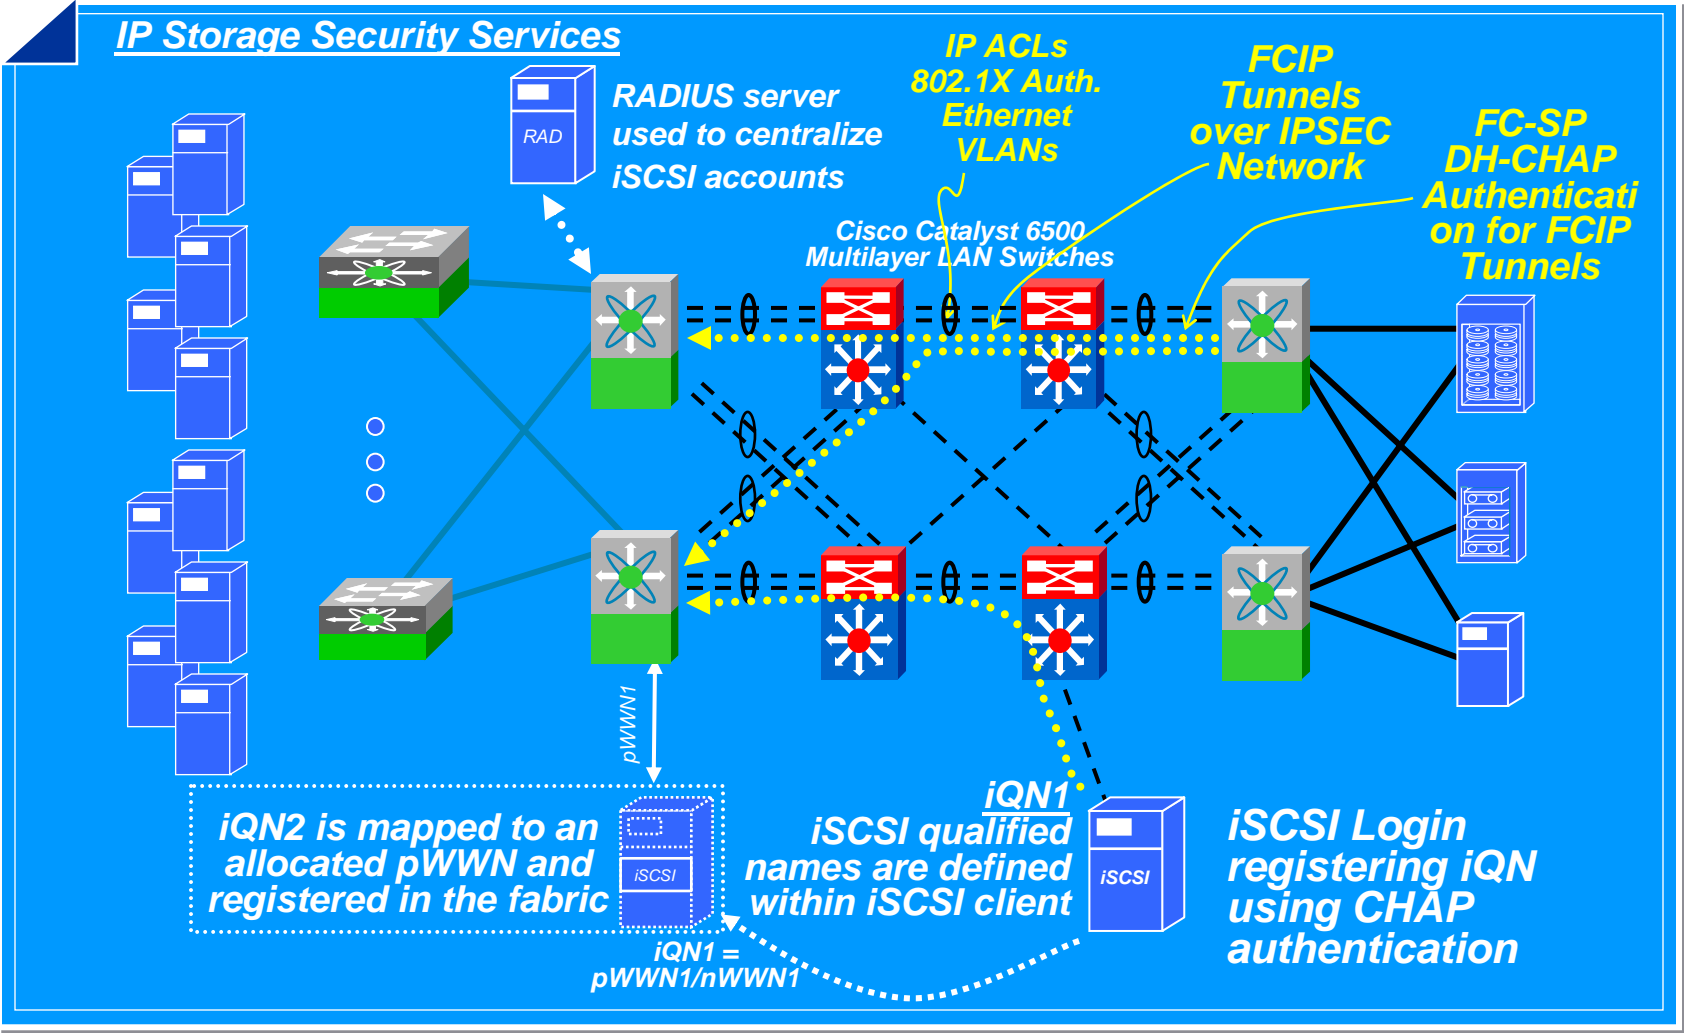 IP Storage Security Services
RAD
RADIUS server
used to centralize
iSCSI accounts
IP ACLs
802.1X Auth.
Ethernet
VLANs
FCIP
Tunnels
over IPSEC
Network
FC-SP
DH-CHAP
Authenticati
on for FCIP
Tunnels
Cisco Catalyst 6500
Multilayer LAN Switches
pWWN1
iQN2 is mapped to an
allocated pWWN and
registered in the fabric
iSCSI
iQN1 =
pWWN1/nWWN1
iQN1
iSCSI qualified
names are defined
within iSCSI client
iSCSI
iSCSI Login
registering iQN
using CHAP
authentication